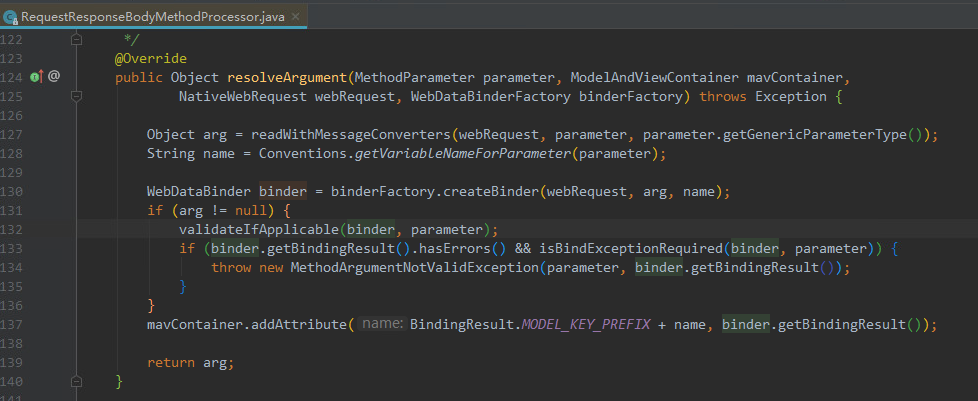 RequestResponseBodyMethodProcessor.java ×
122 */
123 @Override
124 public Object resolveArgument(MethodParameter parameter, ModelAndViewContainer mavContainer,
125 NativeWebRequest webRequest, WebDataBinderFactory binderFactory) throws Exception {
126
127 Object arg = readWithMessageConverters(webRequest, parameter, parameter.getGenericParameterType());
128 String name = Conventions.getVariableNameForParameter(parameter);
129
130 WebDataBinder binder = binderFactory.createBinder(webRequest, arg, name);
131 if (arg != null) {
132 validateIfApplicable(binder, parameter);
133 if (binder.getBindingResult().hasErrors() && isBindExceptionRequired(binder, parameter)) {
134 throw new MethodArgumentNotValidException(parameter, binder.getBindingResult());
135 }
136 }
137 mavContainer.addAttribute( name: BindingResult.MODEL_KEY_PREFIX + name, binder.getBindingResult());
138
139 return arg;
140 }
141